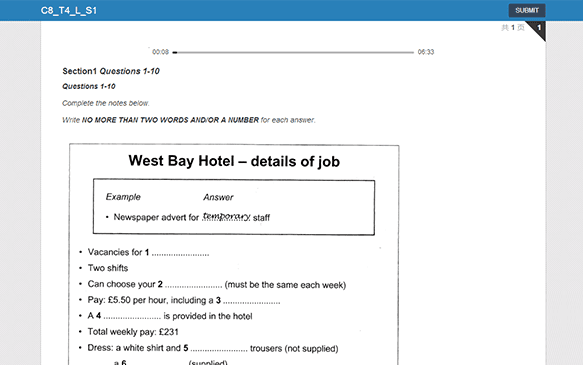 C8_T4_L_S1
SUBMIT
共 1 页
1
00:08
06:33
Section1 Questions 1-10
Questions 1-10
Complete the notes below.
Write NO MORE THAN TWO WORDS AND/OR A NUMBER for each answer.
West Bay Hotel – details of job
Example Answer
• Newspaper advert for temporary staff
• Vacancies for 1 ......................
• Two shifts
• Can choose your 2 ...................... (must be the same each week)
• Pay: £5.50 per hour, including a 3 ......................
• A 4 ...................... is provided in the hotel
• Total weekly pay: £231
• Dress: a white shirt and 5 ...................... trousers (not supplied)
a 6 ...................... (supplied)